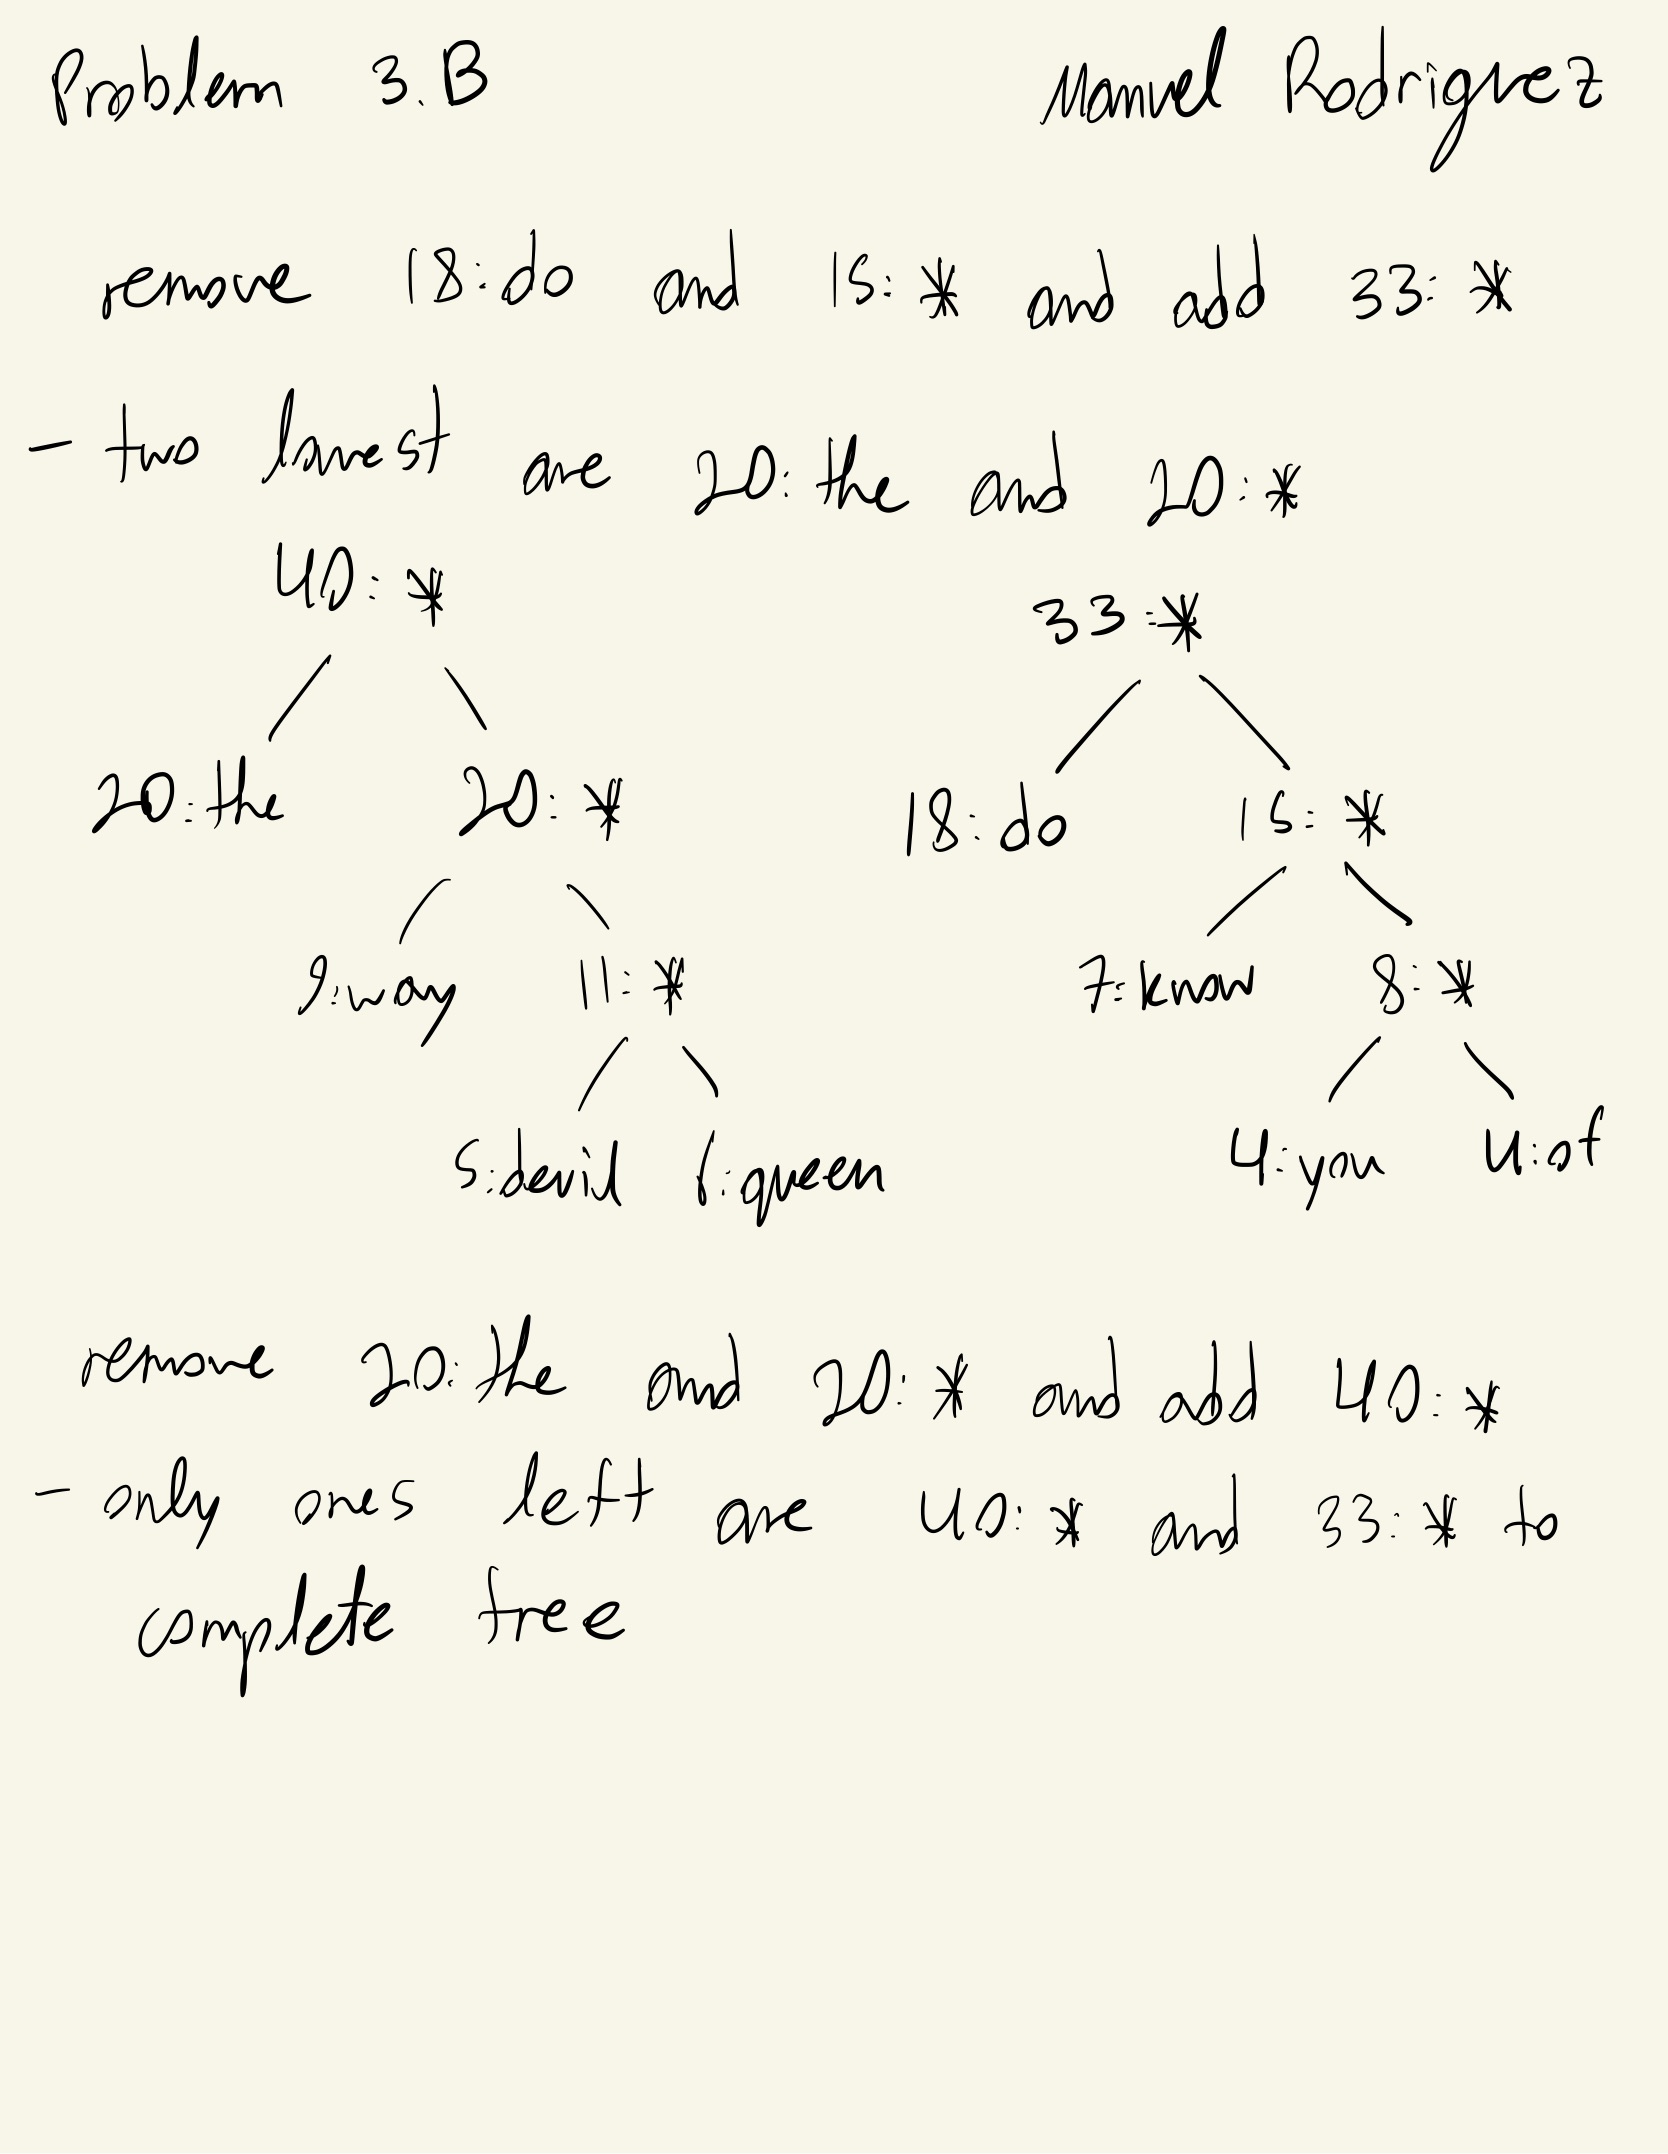 Problem 3.B Manuel Rodriguez
remove 18:do and 15:* and add 33:*
- two lowest are 20:the and 20:*
40:* 33:*
20:the 20:* 18:do 15:*
9:way 11:* 7:know 8:*
5:devil 6:queen 4:you 4:of
remove 20:the and 20:* and add 40:*
- only ones left are 40:* and 33:* to
complete tree